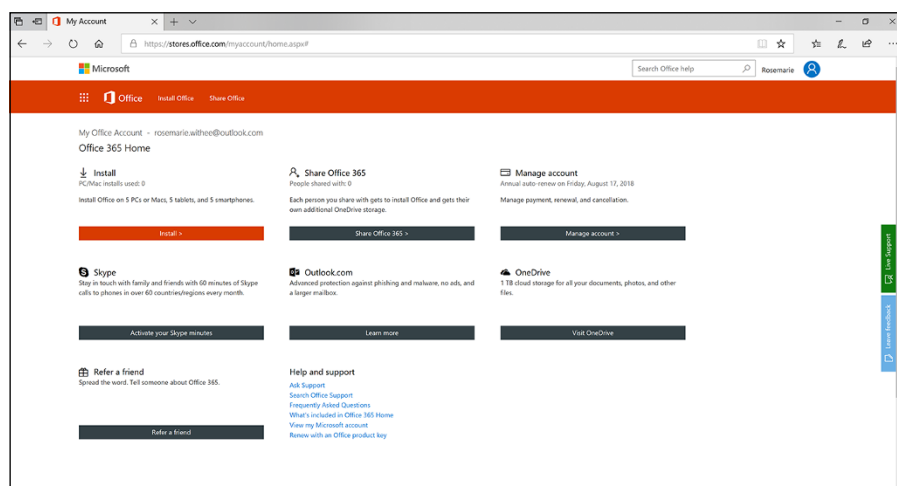 My Account
https://stores.office.com/myaccount/home.aspx#
Microsoft
Search Office help
Rosemarie
Office
Install Office
Share Office
My Office Account - rosemarie.withee@outlook.com
Office 365 Home
Install
PC/Mac installs used: 0
Install Office on 5 PCs or Macs, 5 tablets, and 5 smartphones.
Install >
Share Office 365
People shared with: 0
Each person you share with gets to install Office and gets their
own additional OneDrive storage.
Share Office 365 >
Manage account
Annual auto-renew on Friday, August 17, 2018
Manage payment, renewal, and cancellation.
Manage account >
Skype
Stay in touch with family and friends with 60 minutes of Skype
calls to phones in over 60 countries/regions every month.
Activate your Skype minutes
Outlook.com
Advanced protection against phishing and malware, no ads, and
a larger mailbox.
Learn more
OneDrive
1 TB cloud storage for all your documents, photos, and other
files.
Visit OneDrive
Refer a friend
Spread the word. Tell someone about Office 365.
Refer a friend
Help and support
Ask Support
Search Office Support
Frequently Asked Questions
What's included in Office 365 Home
View my Microsoft account
Renew with an Office product key
Live Support
Leave Feedback